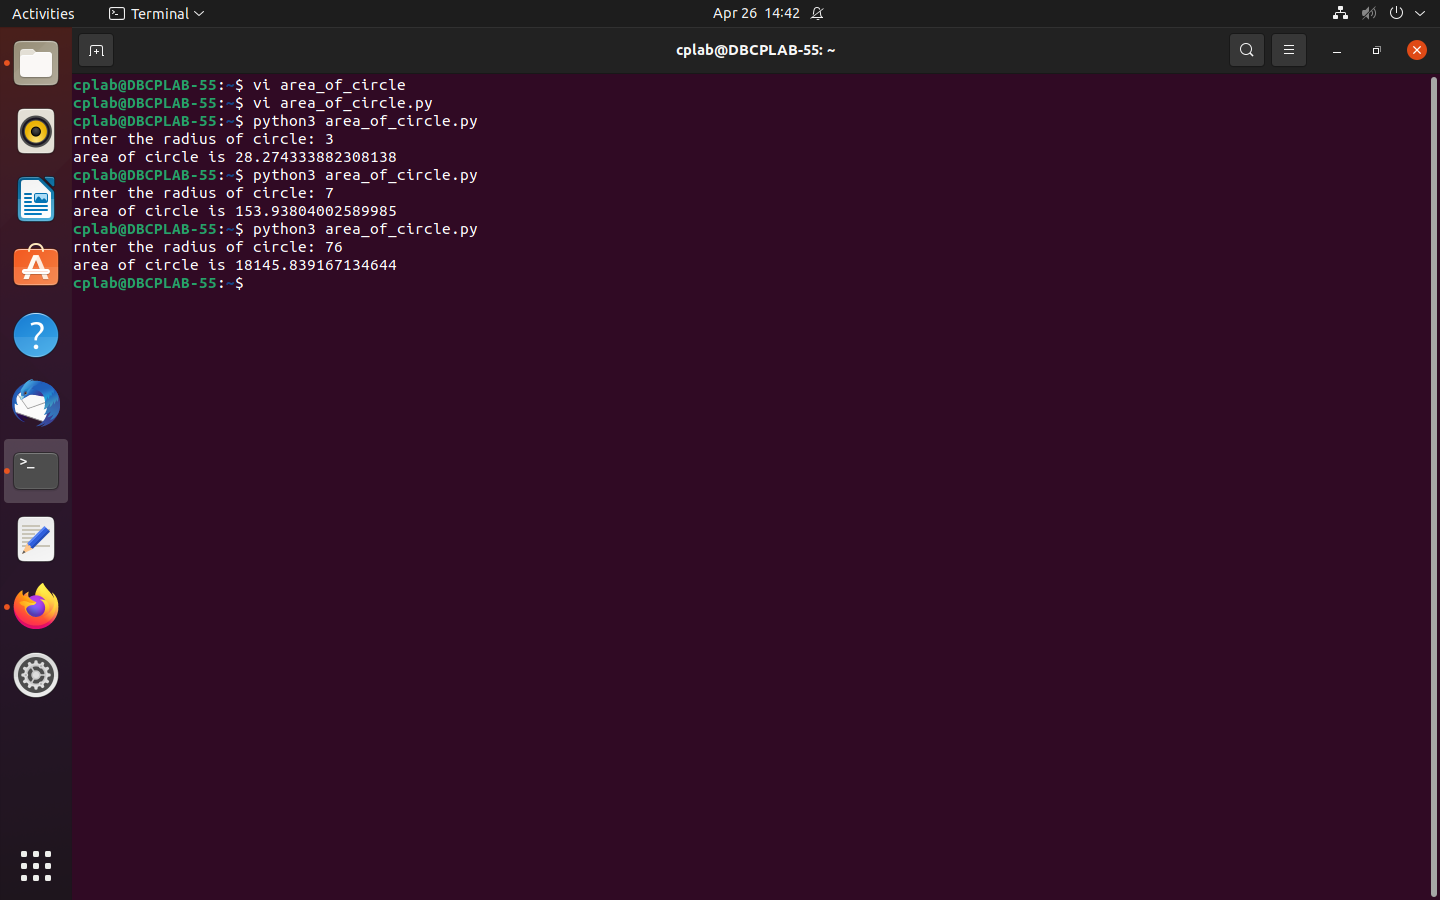 Activities
Terminal
Apr 26 14:42
cplab@DBCPLAB-55: ~
cplab@DBCPLAB-55:~$ vi area_of_circle
cplab@DBCPLAB-55:~$ vi area_of_circle.py
cplab@DBCPLAB-55:~$ python3 area_of_circle.py
rnter the radius of circle: 3
area of circle is 28.274333882308138
cplab@DBCPLAB-55:~$ python3 area_of_circle.py
rnter the radius of circle: 7
area of circle is 153.93804002589985
cplab@DBCPLAB-55:~$ python3 area_of_circle.py
rnter the radius of circle: 76
area of circle is 18145.839167134644
cplab@DBCPLAB-55:~$